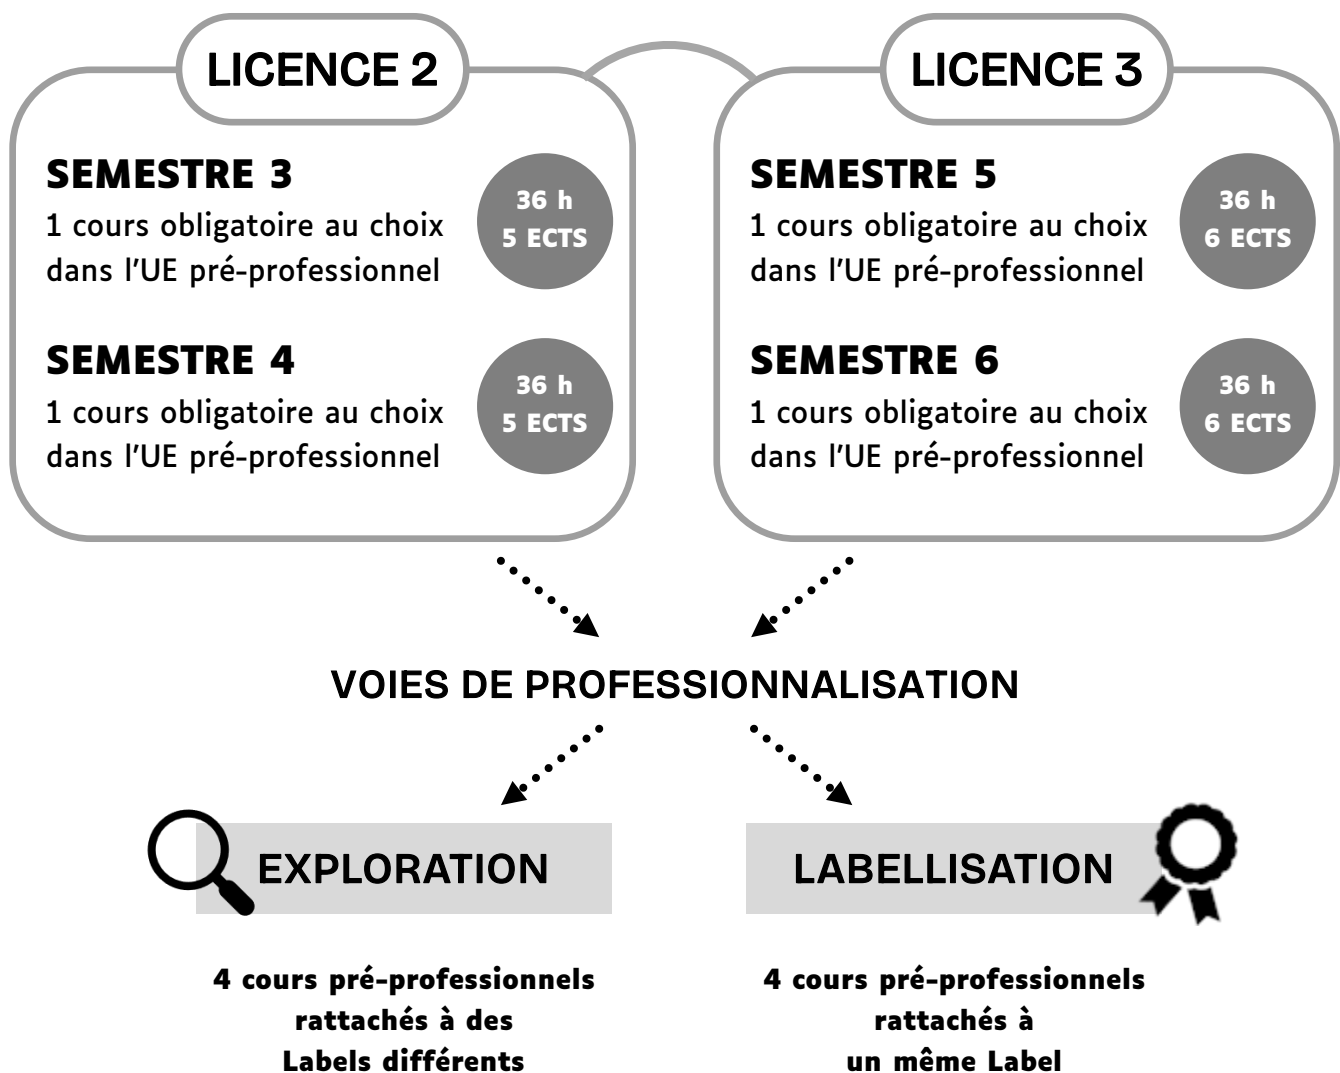 LICENCE 2
SEMESTRE 3
1 cours obligatoire au choix
dans l'UE pré-professionnel
36 h
5 ECTS
SEMESTRE 4
1 cours obligatoire au choix
dans l'UE pré-professionnel
36 h
5 ECTS
LICENCE 3
SEMESTRE 5
1 cours obligatoire au choix
dans l'UE pré-professionnel
36 h
6 ECTS
SEMESTRE 6
1 cours obligatoire au choix
dans l'UE pré-professionnel
36 h
6 ECTS
VOIES DE PROFESSIONNALISATION
EXPLORATION
4 cours pré-professionnels
rattachés à des
Labels différents
LABELLISATION
4 cours pré-professionnels
rattachés à
un même Label